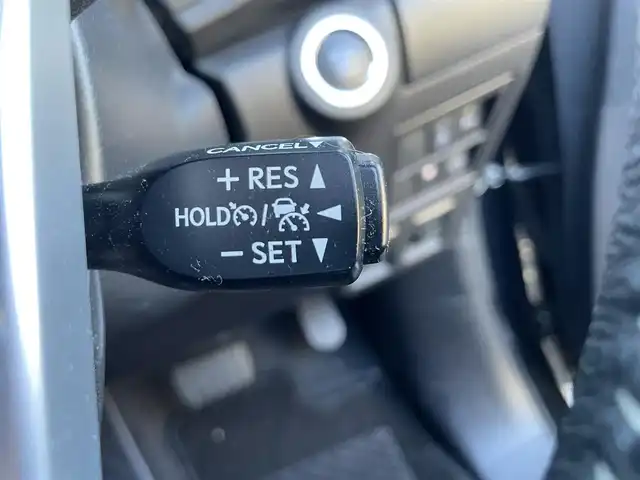 CANCEL▼
+ RES ▲
HOLD / ◄
− SET ▼